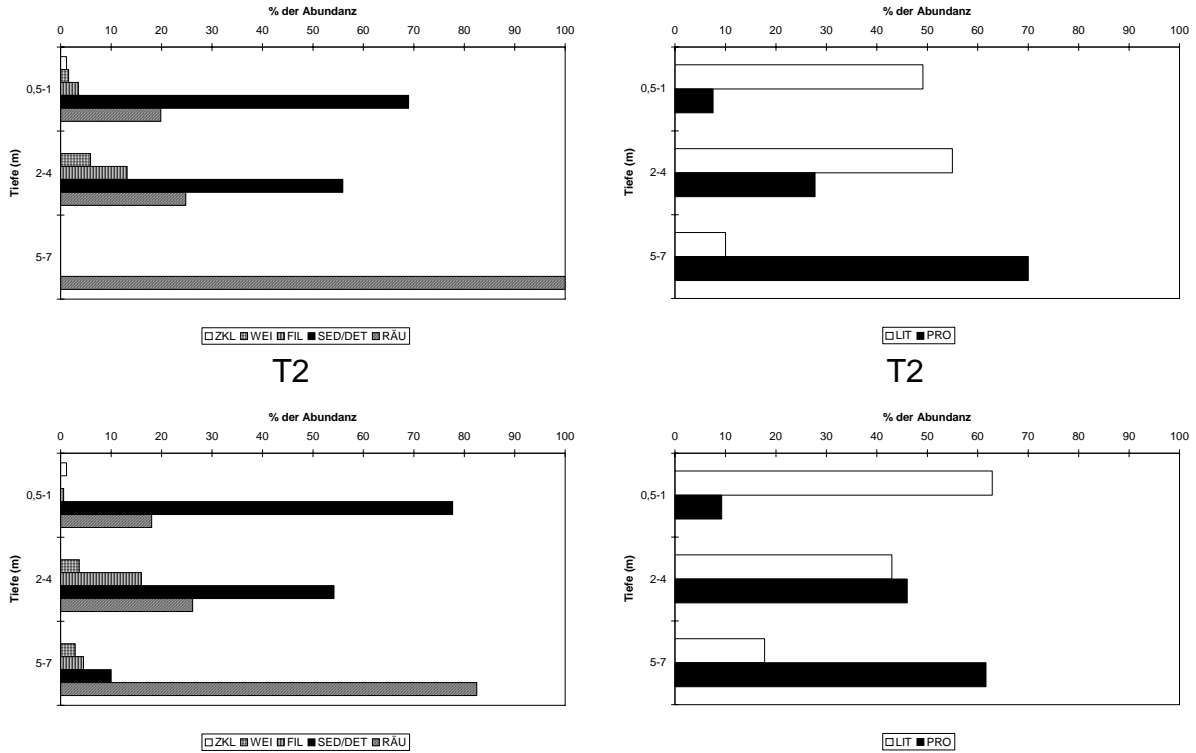 % der Abundanz
0 10 20 30 40 50 60 70 80 90 100
0,5-1
2-4
5-7
Tiefe (m)
ZKL WEI FIL SED/DET RÄU
% der Abundanz
0 10 20 30 40 50 60 70 80 90 100
0,5-1
2-4
5-7
Tiefe (m)
LIT PRO
T2
T2
% der Abundanz
0 10 20 30 40 50 60 70 80 90 100
0,5-1
2-4
5-7
Tiefe (m)
ZKL WEI FIL SED/DET RÄU
% der Abundanz
0 10 20 30 40 50 60 70 80 90 100
0,5-1
2-4
5-7
Tiefe (m)
LIT PRO